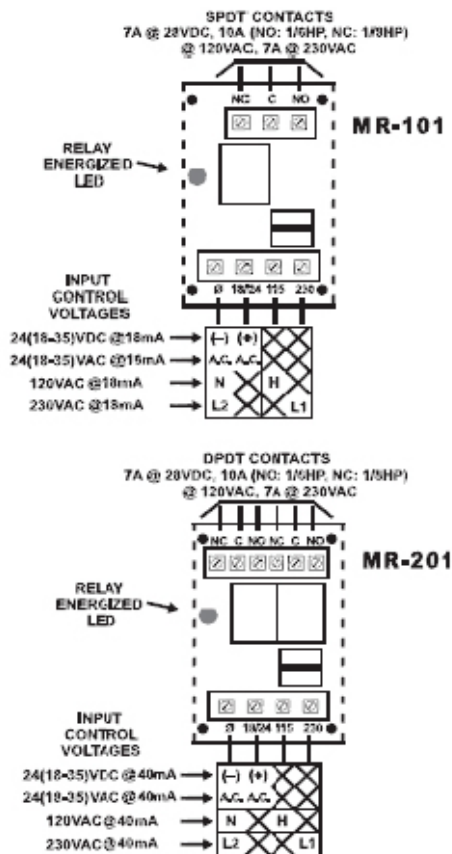 SPDT CONTACTS
7A @ 28VDC, 10A (NO: 1/6HP, NC: 1/8HP)
@ 120VAC, 7A @ 230VAC
NC C NO
MR-101
RELAY
ENERGIZED
LED
Ø 18/24 115 230
INPUT
CONTROL
VOLTAGES
24(18-35)VDC @18mA (–) (+)
24(18-35)VAC @18mA A.C. A.C.
120VAC @18mA N H
230VAC @18mA L2 L1
DPDT CONTACTS
7A @ 28VDC, 10A (NO: 1/6HP, NC: 1/8HP)
@ 120VAC, 7A @ 230VAC
NC C NO NC C NO
MR-201
RELAY
ENERGIZED
LED
Ø 18/24 115 230
INPUT
CONTROL
VOLTAGES
24(18-35)VDC @40mA (–) (+)
24(18-35)VAC @40mA A.C. A.C.
120VAC @40mA N H
230VAC @40mA L2 L1